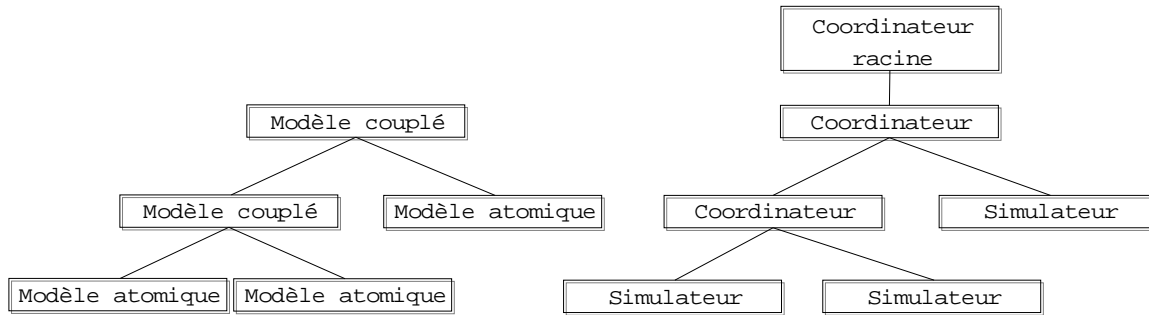 Coordinateur
racine
Modèle couplé
Coordinateur
Modèle couplé
Modèle atomique
Coordinateur
Simulateur
Modèle atomique
Modèle atomique
Simulateur
Simulateur